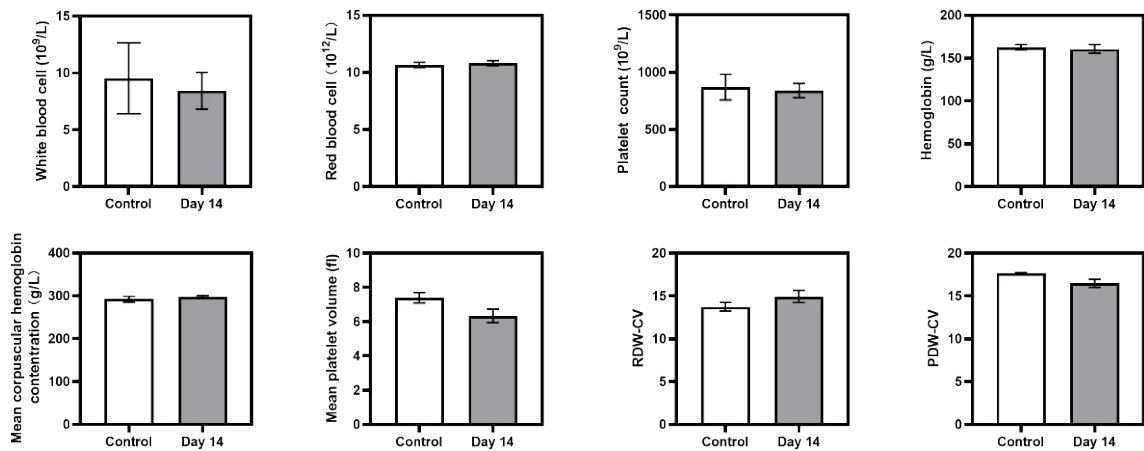 White blood cell (10⁹/L)
15
10
5
0
Control Day 14
Red blood cell（10¹²/L）
15
10
5
0
Control Day 14
Platelet count (10⁹/L)
1500
1000
500
0
Control Day 14
Hemoglobin (g/L)
200
150
100
50
0
Control Day 14
Mean corpuscular hemoglobin
contentration（g/L）
400
300
200
100
0
Control Day 14
Mean platelet volume (fl)
8
6
4
2
0
Control Day 14
RDW-CV
20
15
10
5
0
Control Day 14
PDW-CV
20
15
10
5
0
Control Day 14